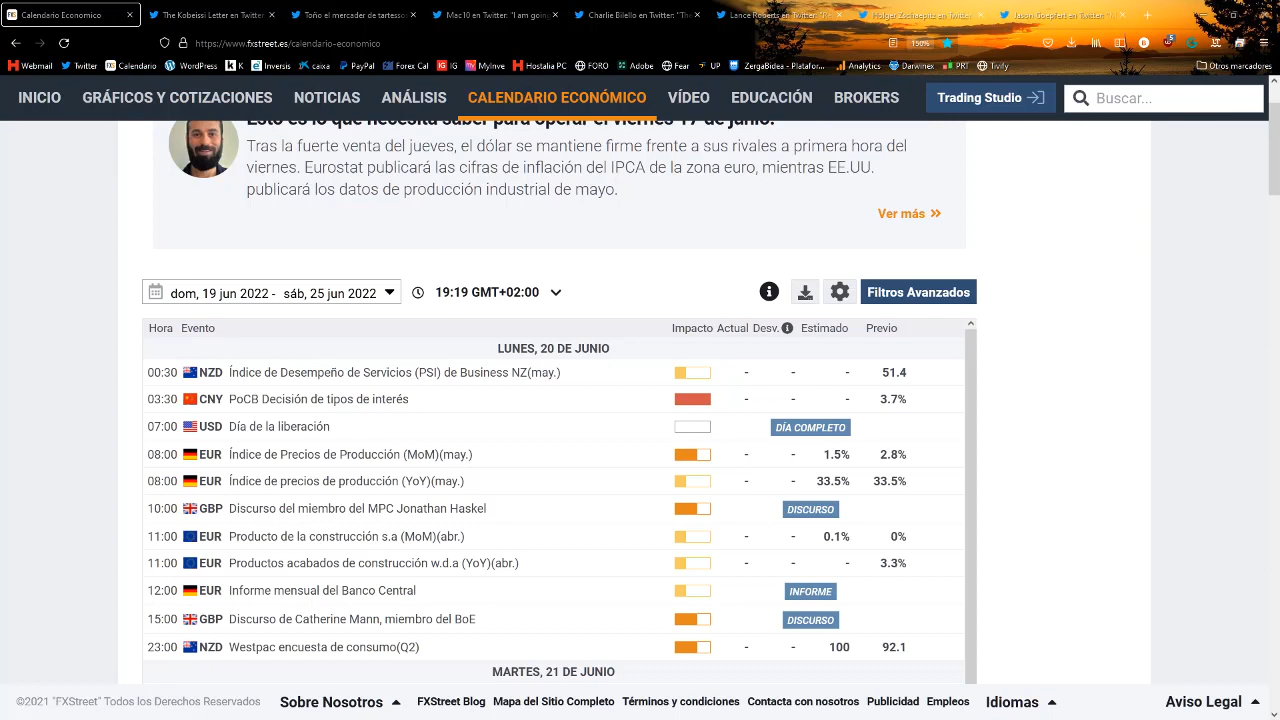 Calendario Económico
The Kobeissi Letter en Twitter:
Toño el mercader de tartessos
Mac10 en Twitter: "I am going
Charlie Bilello en Twitter: "The
Lance Roberts en Twitter:
Holger Zschaepitz en Twitter
Jason Goepfert en Twitter:
https://www.fxstreet.es/calendario-economico
150%
Webmail Twitter Calendario WordPress K Inversis caixa PayPal Forex Cal IG MyInve Hostalia PC FORO Adobe Fear UP ZergaBidea - Platafor... Analytics Darwinex PRT Tivify Otros marcadores
INICIO GRÁFICOS Y COTIZACIONES NOTICIAS ANÁLISIS CALENDARIO ECONÓMICO VÍDEO EDUCACIÓN BROKERS Trading Studio Buscar...
Esto es lo que necesita saber para operar el viernes 17 de junio:
Tras la fuerte venta del jueves, el dólar se mantiene firme frente a sus rivales a primera hora del
viernes. Eurostat publicará las cifras de inflación del IPCA de la zona euro, mientras EE.UU.
publicará los datos de producción industrial de mayo.
Ver más
dom, 19 jun 2022 - sáb, 25 jun 2022 19:19 GMT+02:00 Filtros Avanzados
Hora Evento Impacto Actual Desv. Estimado Previo
LUNES, 20 DE JUNIO
00:30 NZD Índice de Desempeño de Servicios (PSI) de Business NZ(may.) - - - 51.4
03:30 CNY PoCB Decisión de tipos de interés - - - 3.7%
07:00 USD Día de la liberación DÍA COMPLETO
08:00 EUR Índice de Precios de Producción (MoM)(may.) - - 1.5% 2.8%
08:00 EUR Índice de precios de producción (YoY)(may.) - - 33.5% 33.5%
10:00 GBP Discurso del miembro del MPC Jonathan Haskel DISCURSO
11:00 EUR Producto de la construcción s.a (MoM)(abr.) - - 0.1% 0%
11:00 EUR Productos acabados de construcción w.d.a (YoY)(abr.) - - - 3.3%
12:00 EUR Informe mensual del Banco Central INFORME
15:00 GBP Discurso de Catherine Mann, miembro del BoE DISCURSO
23:00 NZD Westpac encuesta de consumo(Q2) - - 100 92.1
MARTES, 21 DE JUNIO
©2021 "FXStreet" Todos los Derechos Reservados Sobre Nosotros FXStreet Blog Mapa del Sitio Completo Términos y condiciones Contacta con nosotros Publicidad Empleos Idiomas Aviso Legal